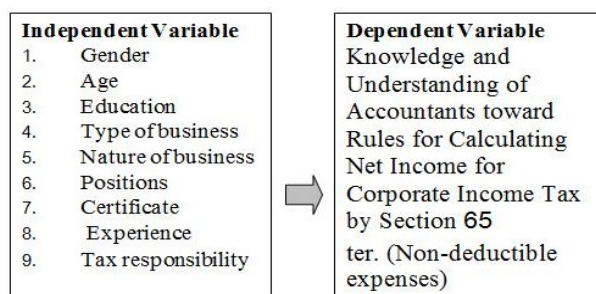 Independent Variable
1. Gender
2. Age
3. Education
4. Type of business
5. Nature of business
6. Positions
7. Certificate
8. Experience
9. Tax responsibility
Dependent Variable
Knowledge and
Understanding of
Accountants toward
Rules for Calculating
Net Income for
Corporate Income Tax
by Section 65
ter. (Non-deductible
expenses)